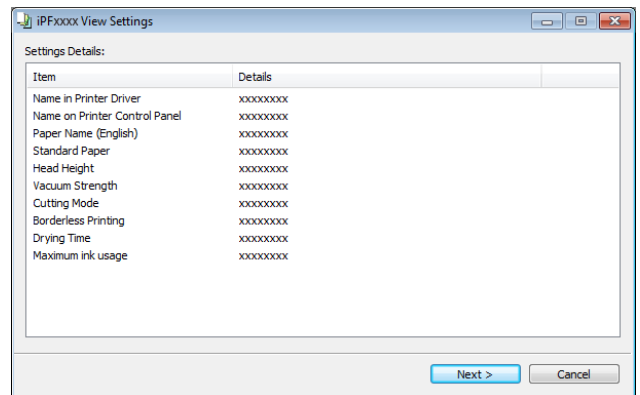 iPFxxxx View Settings
Settings Details:
Item Details
Name in Printer Driver xxxxxxxx
Name on Printer Control Panel xxxxxxxx
Paper Name (English) xxxxxxxx
Standard Paper xxxxxxxx
Head Height xxxxxxxx
Vacuum Strength xxxxxxxx
Cutting Mode xxxxxxxx
Borderless Printing xxxxxxxx
Drying Time xxxxxxxx
Maximum ink usage xxxxxxxx
Next > Cancel